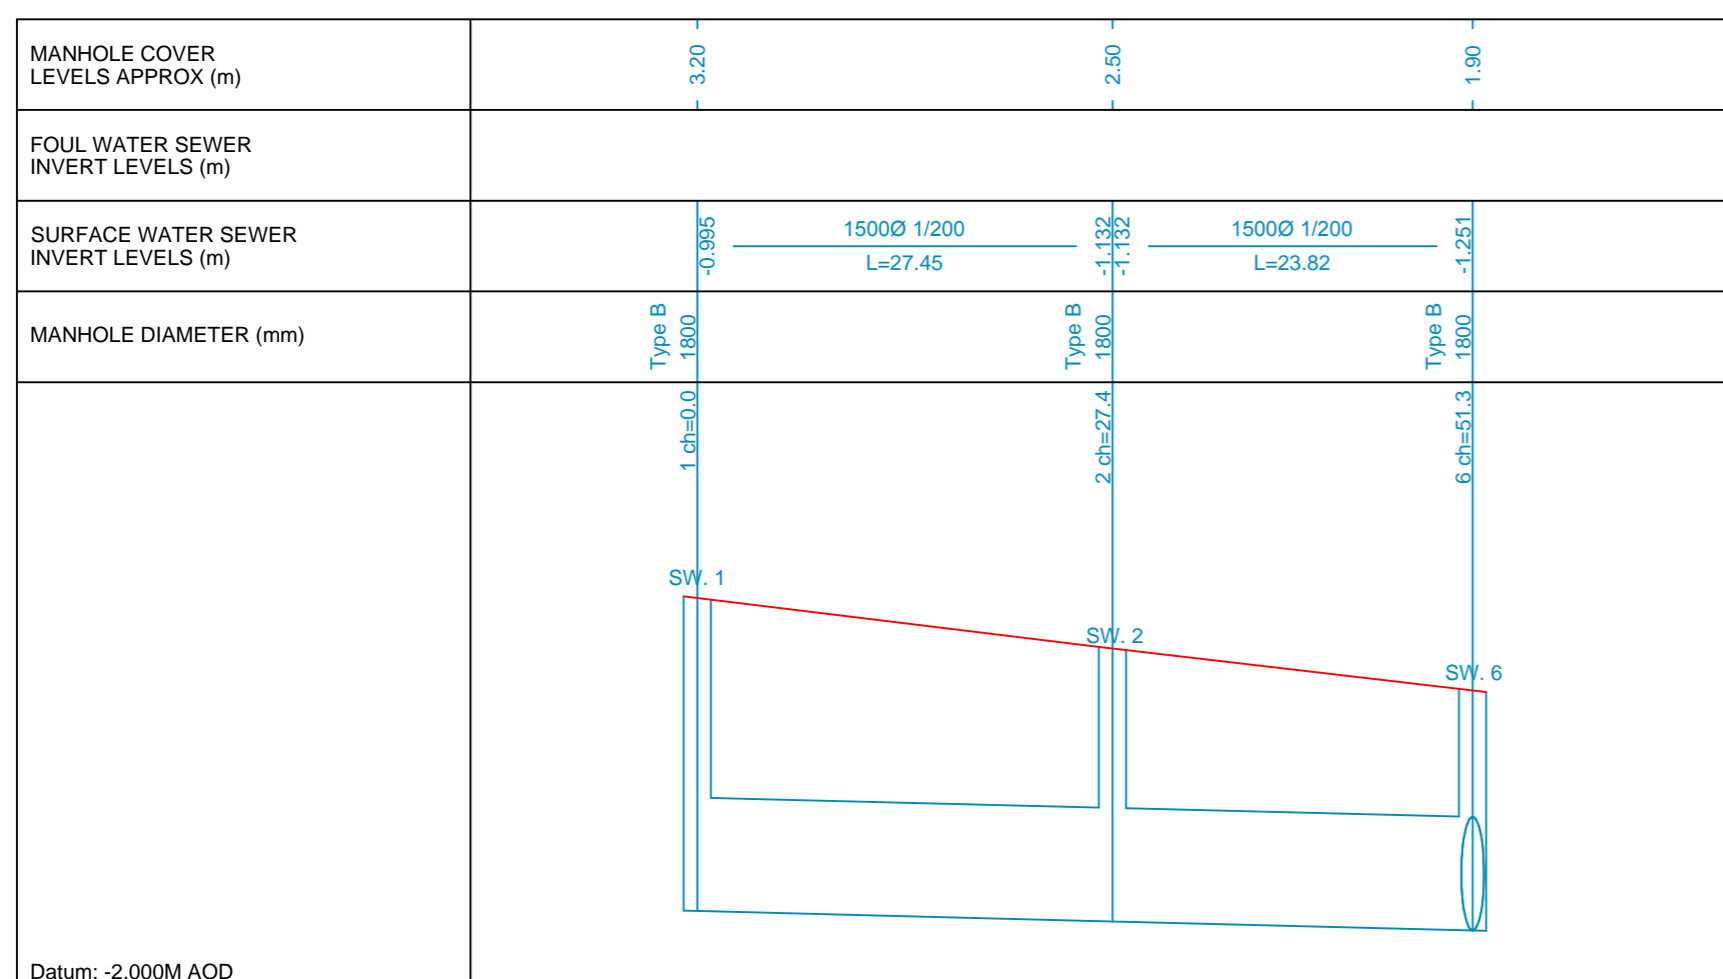 MANHOLE COVER
LEVELS APPROX (m)
3.20
2.50
1.90
FOUL WATER SEWER
INVERT LEVELS (m)
SURFACE WATER SEWER
INVERT LEVELS (m)
-0.995
1500Ø 1/200
L=27.45
-1.132
-1.132
1500Ø 1/200
L=23.82
-1.251
MANHOLE DIAMETER (mm)
Type B
1800
Type B
1800
Type B
1800
1 ch=0.0
2 ch=27.4
6 ch=51.3
SW. 1
SW. 2
SW. 6
Datum: -2.000M AOD